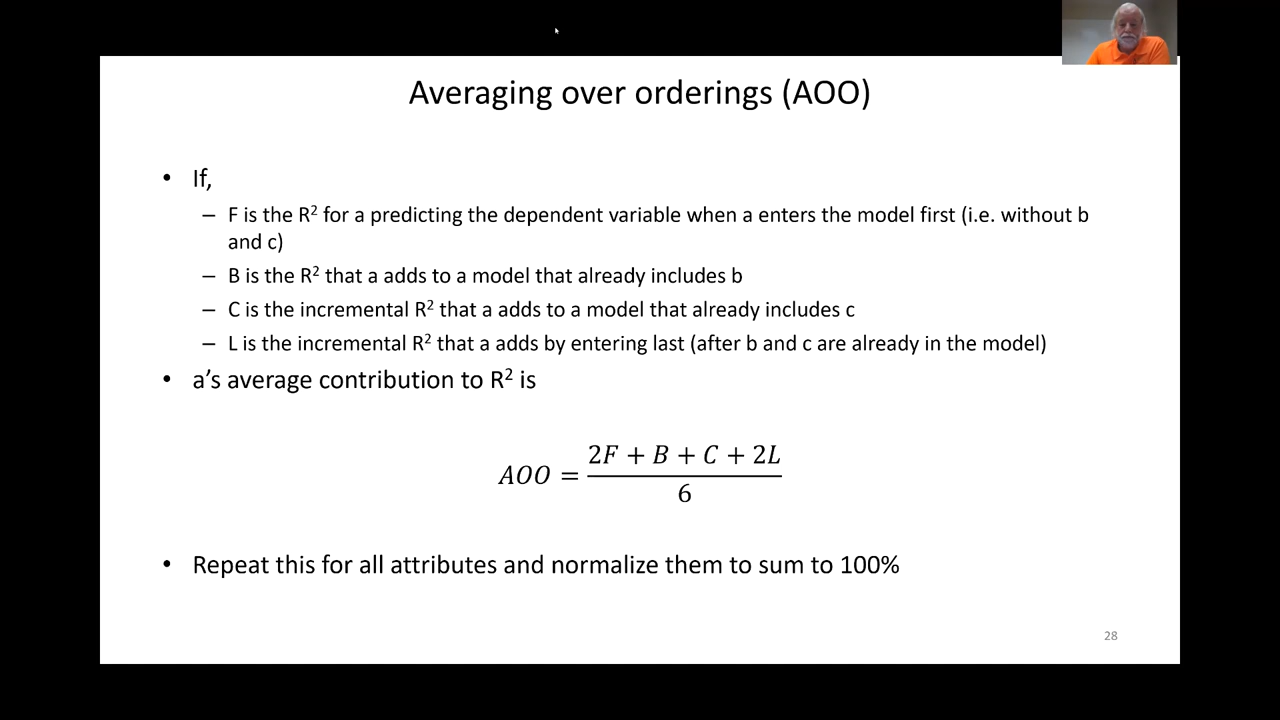 Averaging over orderings (AOO)
• If,
– F is the R² for a predicting the dependent variable when a enters the model first (i.e. without b
and c)
– B is the R² that a adds to a model that already includes b
– C is the incremental R² that a adds to a model that already includes c
– L is the incremental R² that a adds by entering last (after b and c are already in the model)
• a’s average contribution to R² is
AOO = (2F + B + C + 2L) / 6
• Repeat this for all attributes and normalize them to sum to 100%
28